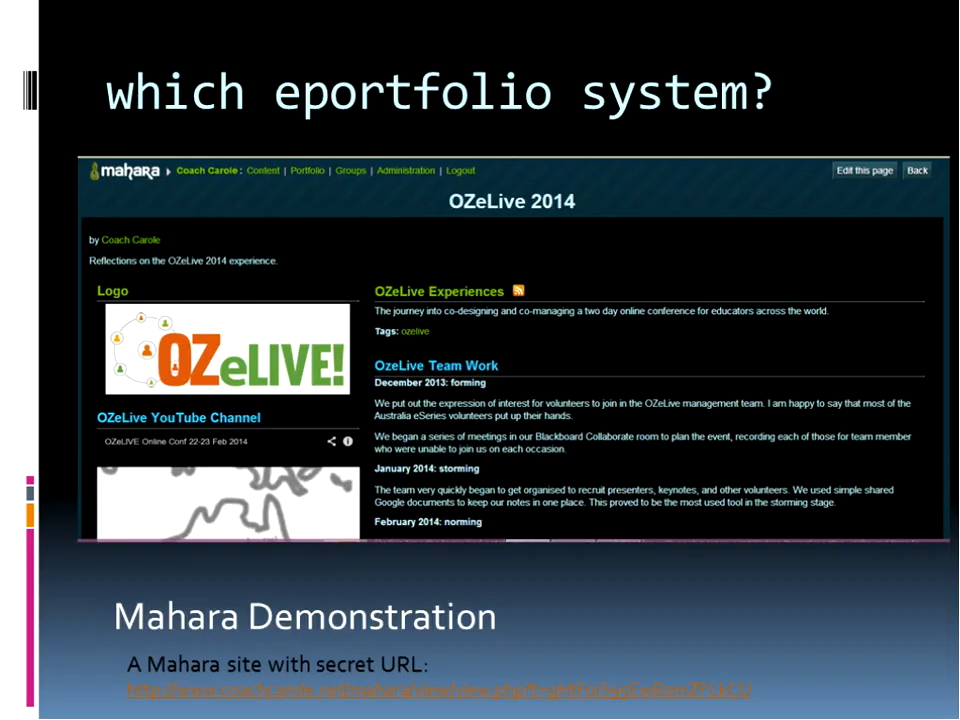 which eportfolio system?
mahara Coach Carole: Content | Portfolio | Groups | Administration | Logout
Edit this page Back
OZeLive 2014
by Coach Carole
Reflections on the OZeLive 2014 experience.
Logo
OZeLIVE!
OZeLive YouTube Channel
OZeLIVE Online Conf 22-23 Feb 2014
OZeLive Experiences
The journey into co-designing and co-managing a two day online conference for educators across the world.
Tags: ozelive
OzeLive Team Work
December 2013: forming
We put out the expression of interest for volunteers to join in the OZeLive management team. I am happy to say that most of the
Australia eSeries volunteers put up their hands.
We began a series of meetings in our Blackboard Collaborate room to plan the event, recording each of those for team member
who were unable to join us on each occasion.
January 2014: storming
The team very quickly began to get organised to recruit presenters, keynotes, and other volunteers. We used simple shared
Google documents to keep our notes in one place. This proved to be the most used tool in the storming stage.
February 2014: norming
Mahara Demonstration
A Mahara site with secret URL: